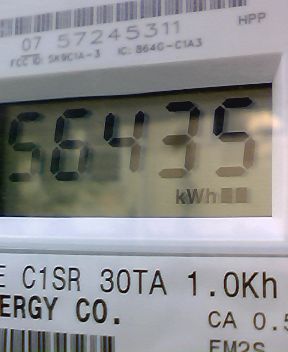 HPP
07 57245311
FCC ID: SK9C1A-3 IC: 864G-C1A3
56435
kWh
E C1SR 30TA 1.0Kh
ERGY CO.
CA 0.5
FM2S